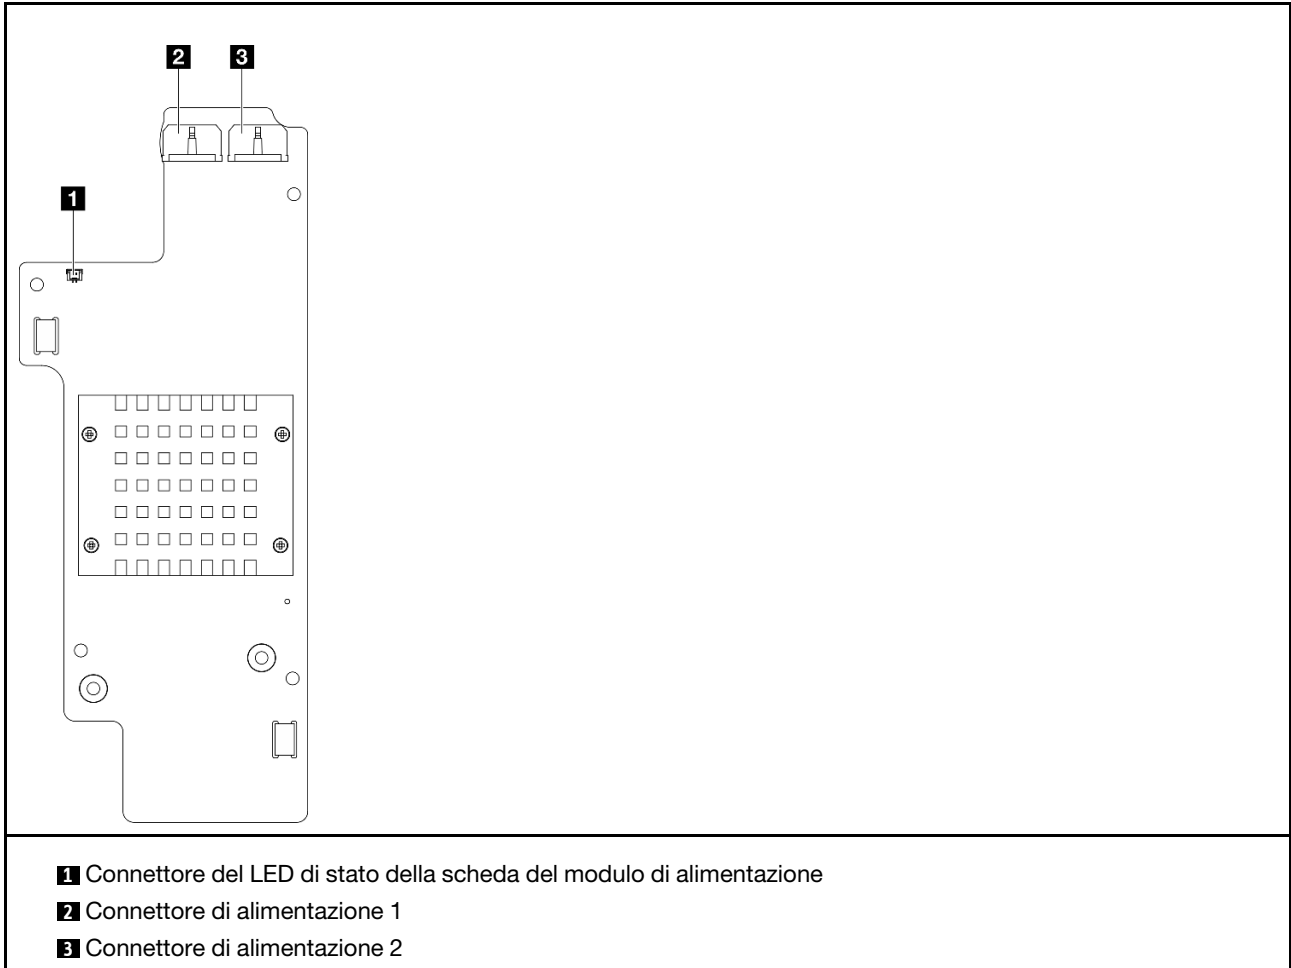 2 3
1
1 Connettore del LED di stato della scheda del modulo di alimentazione
2 Connettore di alimentazione 1
3 Connettore di alimentazione 2